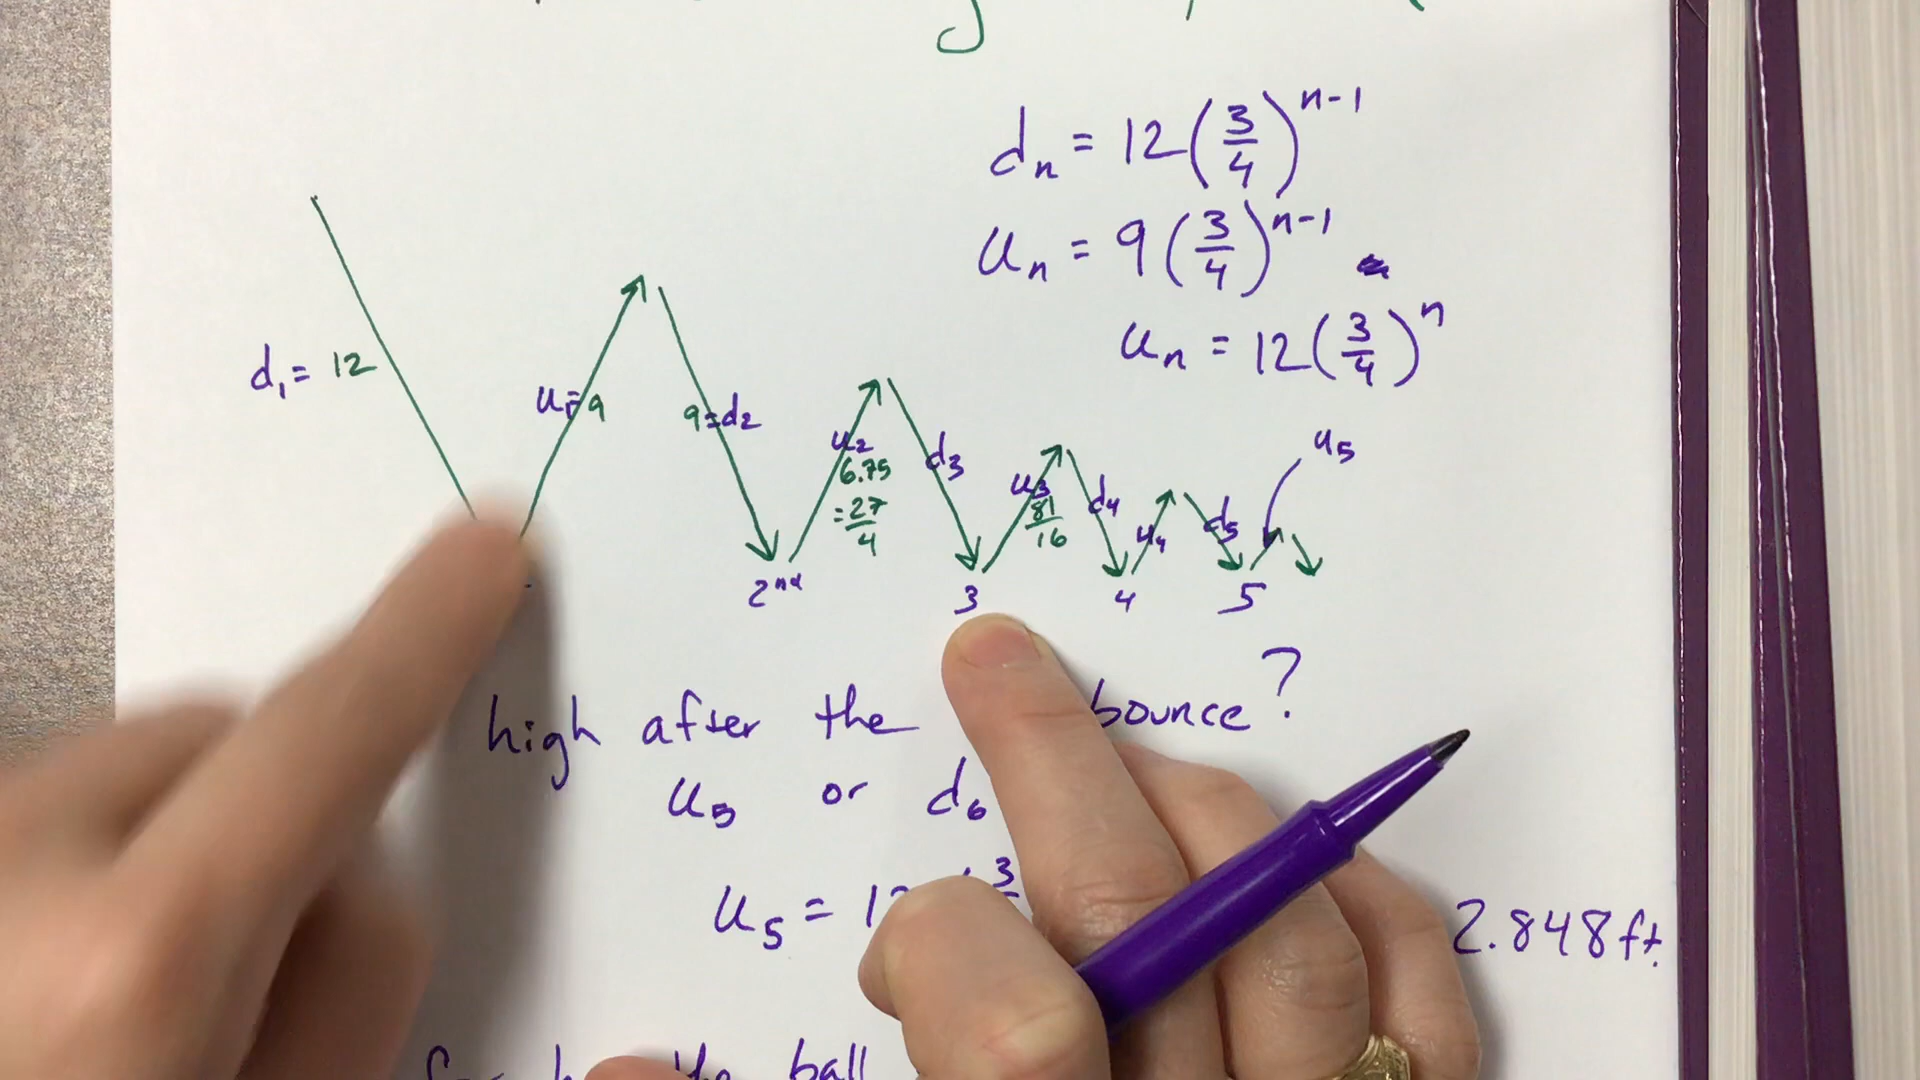 dₙ = 12(3/4)ⁿ⁻¹
uₙ = 9(3/4)ⁿ⁻¹
uₙ = 12(3/4)ⁿ
d₁ = 12
u₁=9
9=d₂
u₂
6.75
=27/4
d₃
u₃
81/16
d₄
u₄
d₅
u₅
2nd 3 4 5
high after the bounce?
u₅ or d₆
u₅ =
2.848ft.
ball